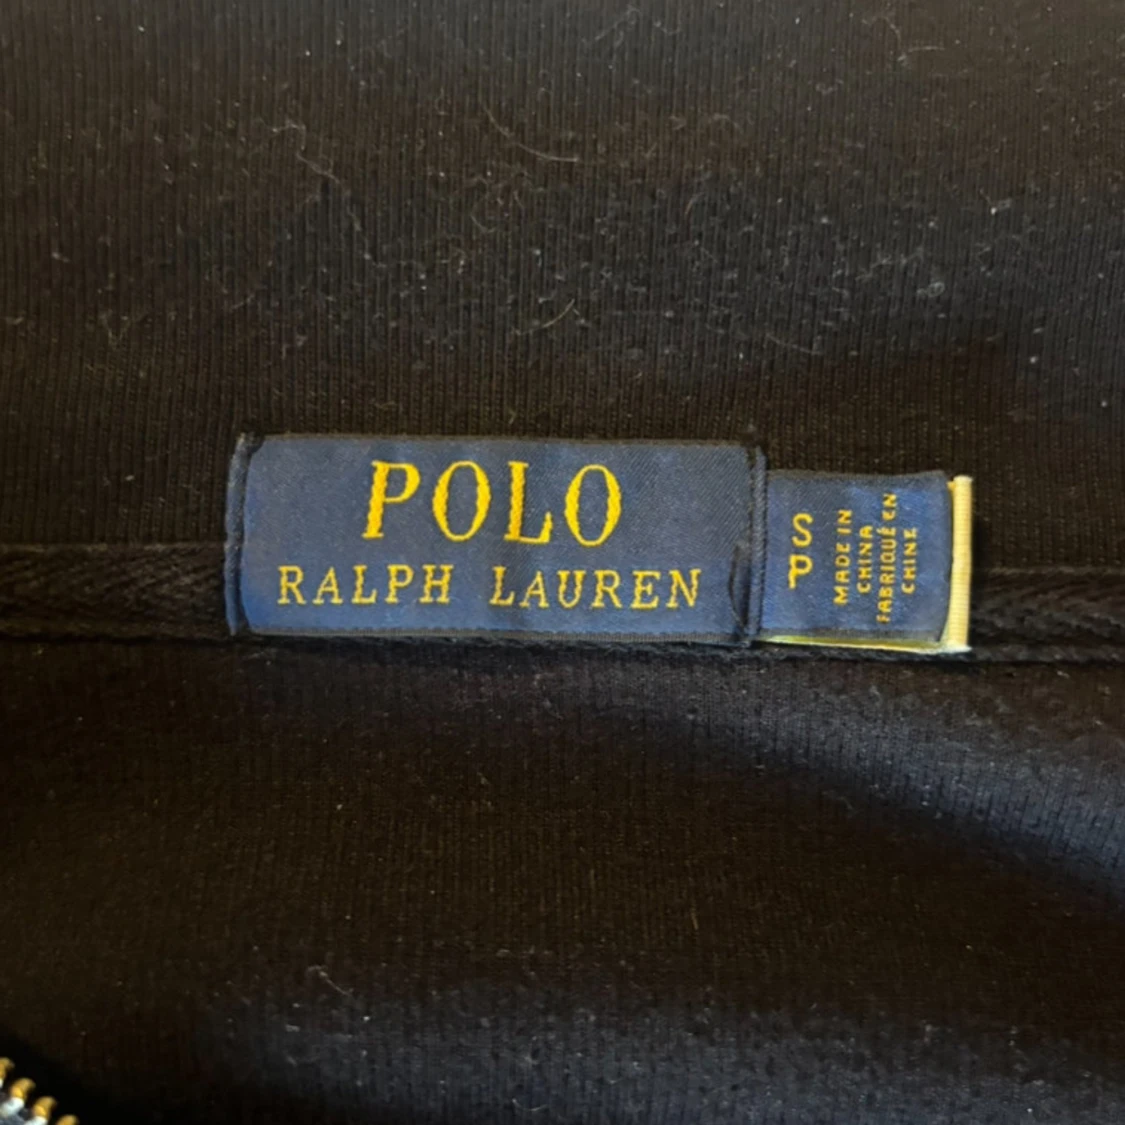 POLO
RALPH LAUREN
S
P
MADE IN
CHINA
FABRIQUÉ EN
CHINE